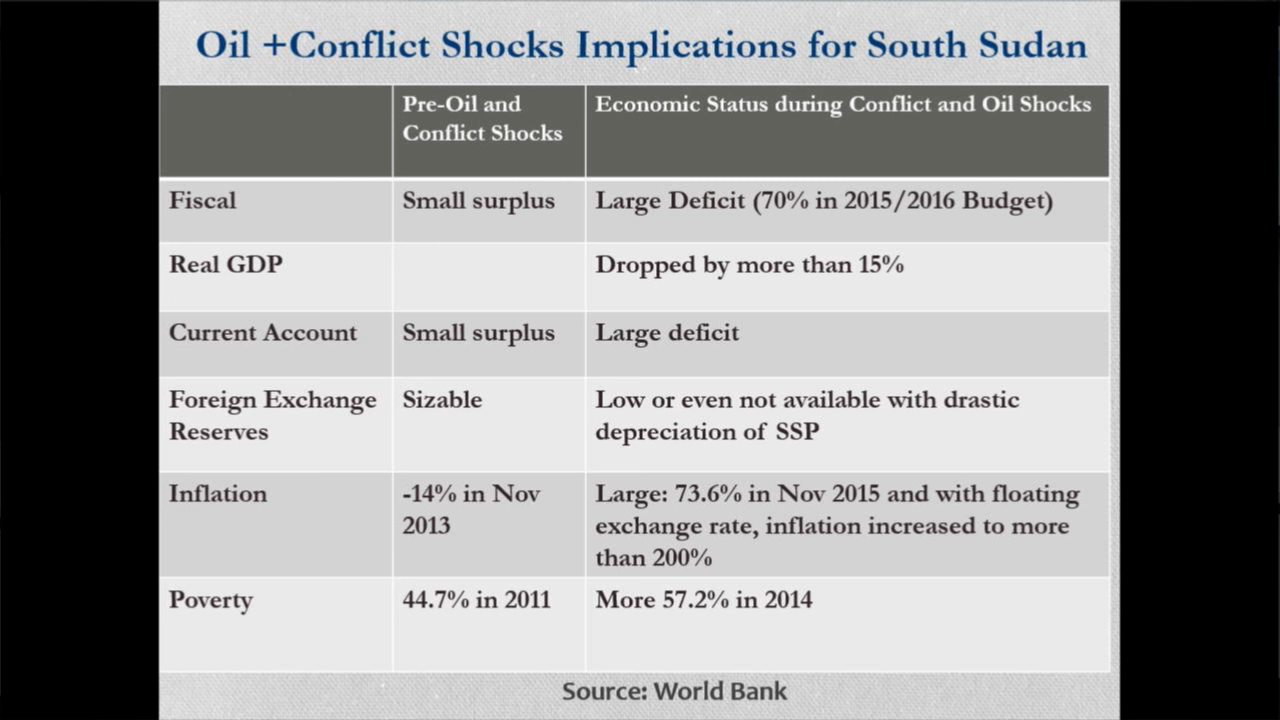 Oil +Conflict Shocks Implications for South Sudan
Pre-Oil and
Conflict Shocks
Economic Status during Conflict and Oil Shocks
Fiscal
Small surplus
Large Deficit (70% in 2015/2016 Budget)
Real GDP
Dropped by more than 15%
Current Account
Small surplus
Large deficit
Foreign Exchange
Reserves
Sizable
Low or even not available with drastic
depreciation of SSP
Inflation
-14% in Nov
2013
Large: 73.6% in Nov 2015 and with floating
exchange rate, inflation increased to more
than 200%
Poverty
44.7% in 2011
More 57.2% in 2014
Source: World Bank